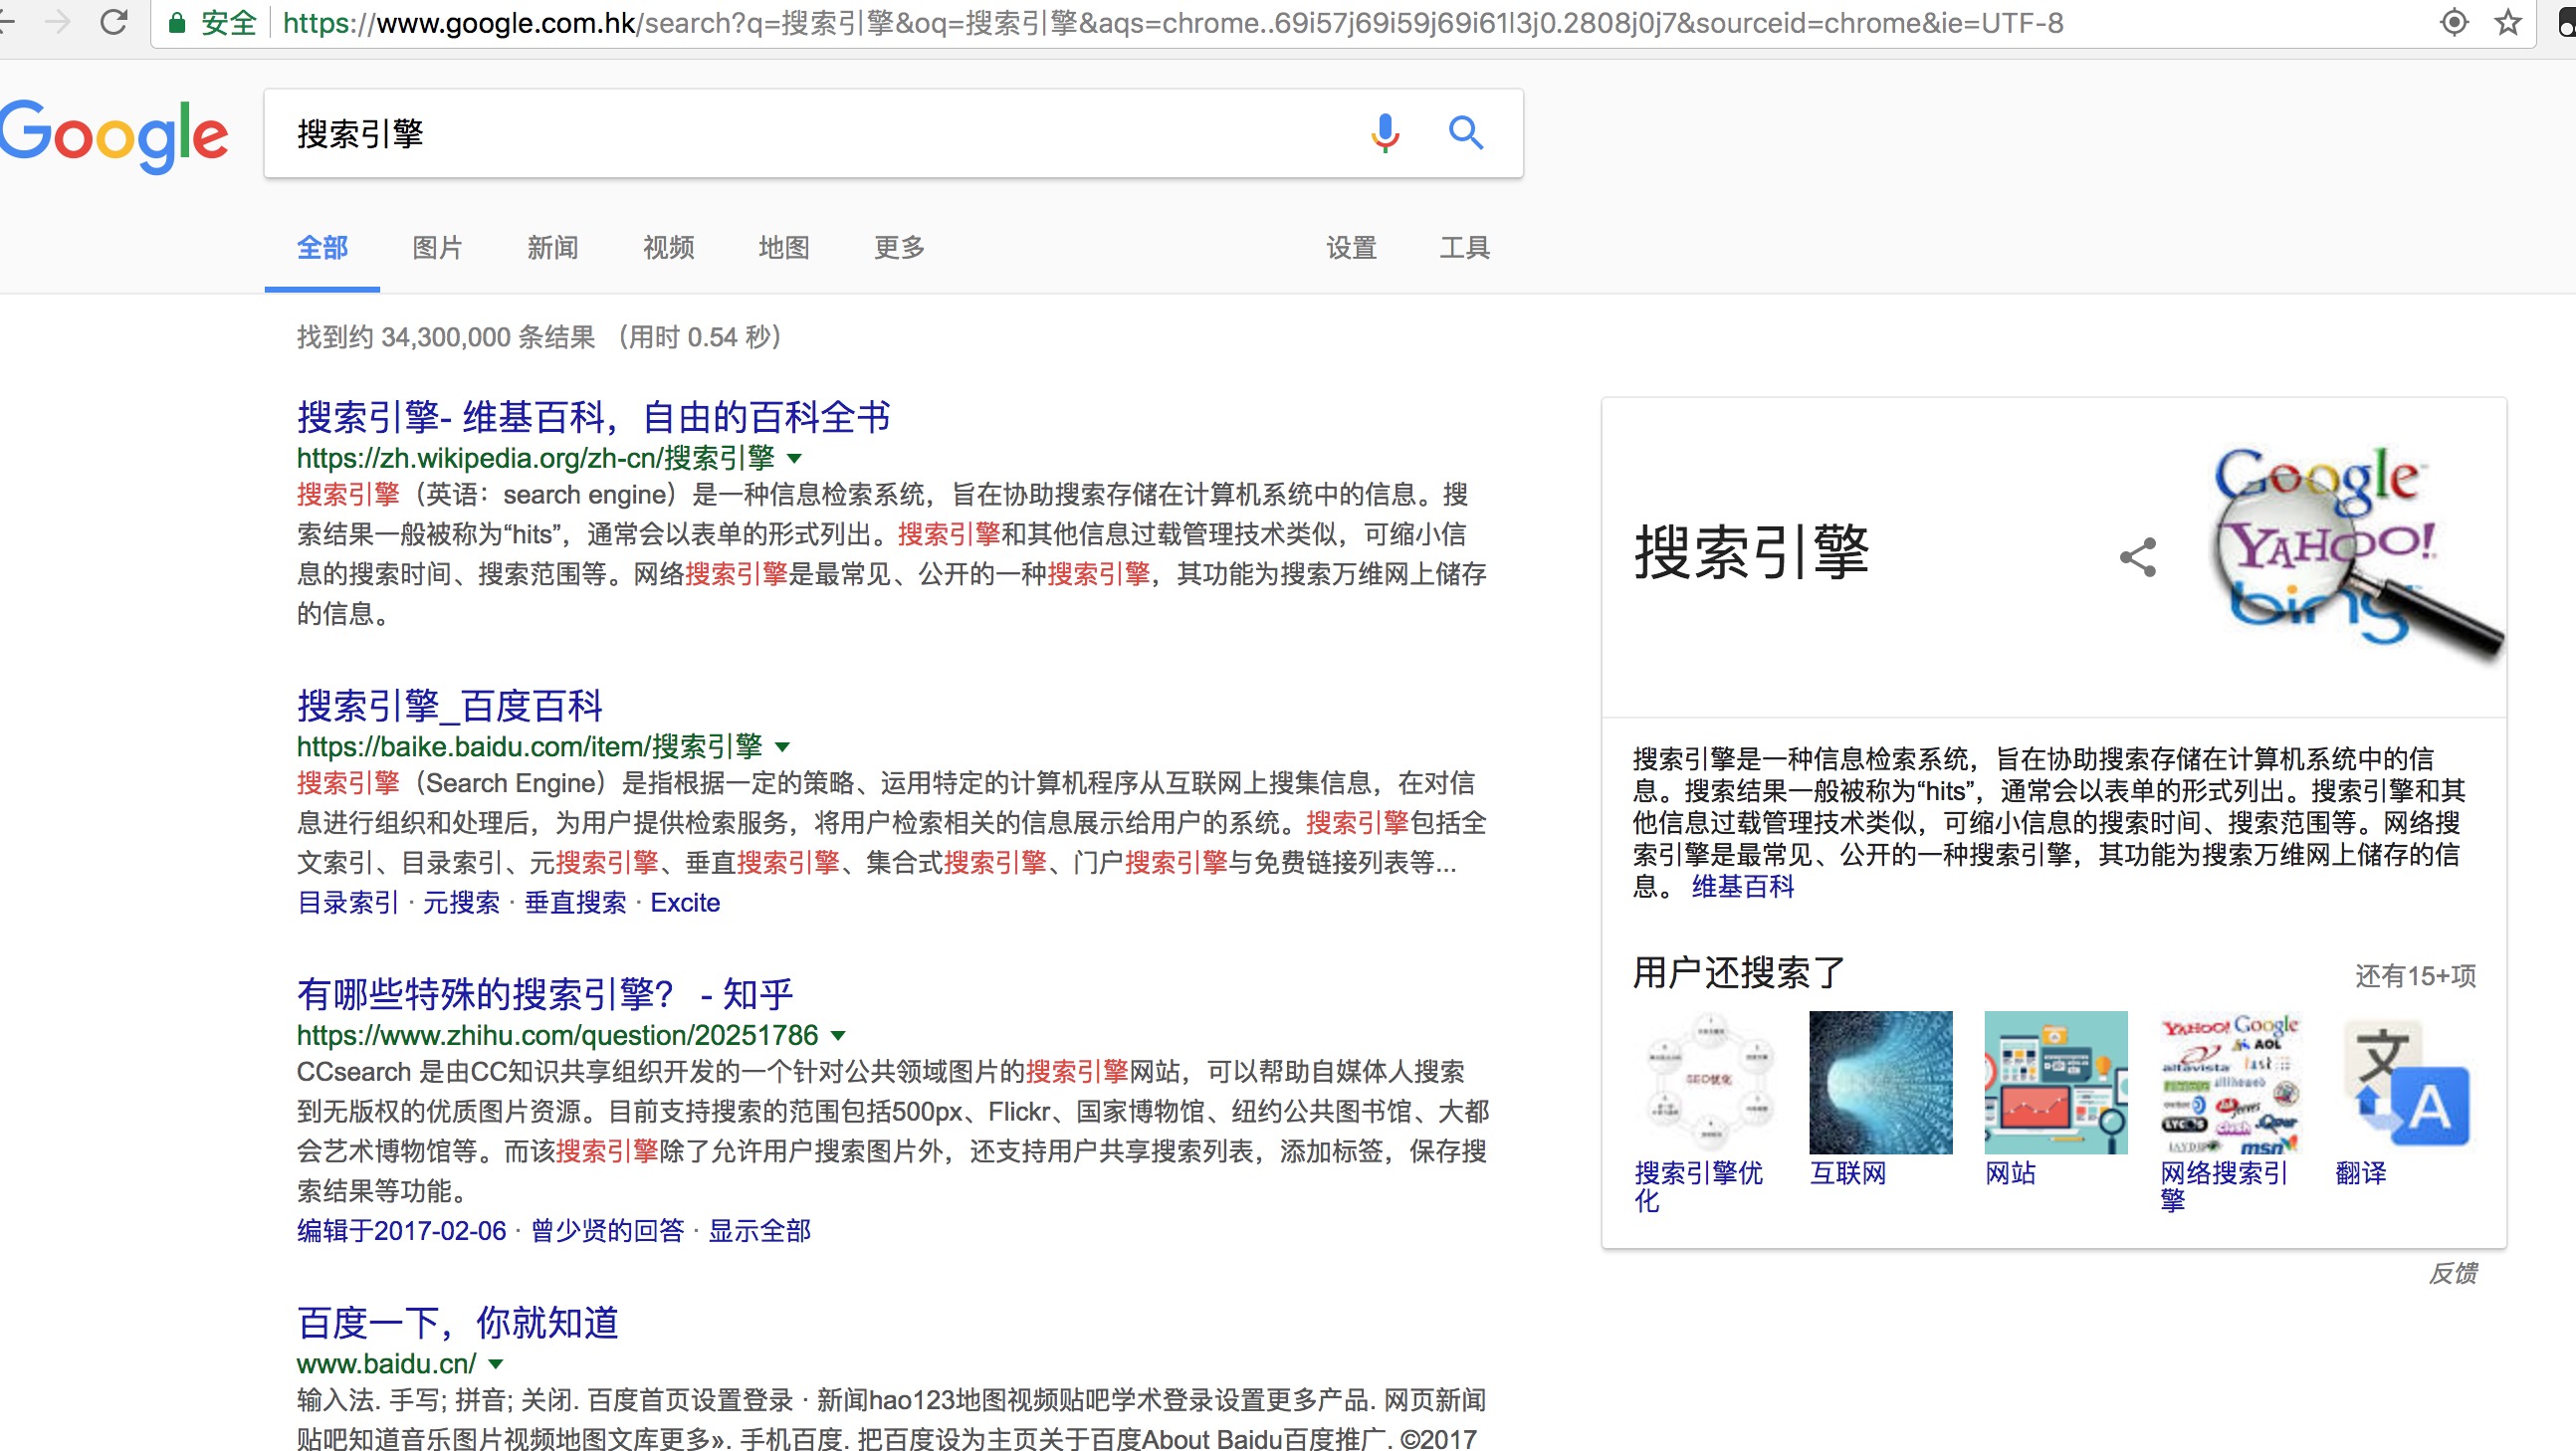 安全 https://www.google.com.hk/search?q=搜索引擎&oq=搜索引擎&aqs=chrome..69i57j69i59j69i61l3j0.2808j0j7&sourceid=chrome&ie=UTF-8
Google
搜索引擎
全部 图片 新闻 视频 地图 更多 设置 工具
找到约 34,300,000 条结果 （用时 0.54 秒）
搜索引擎- 维基百科，自由的百科全书
https://zh.wikipedia.org/zh-cn/搜索引擎
搜索引擎（英语：search engine）是一种信息检索系统，旨在协助搜索存储在计算机系统中的信息。搜
索结果一般被称为“hits”，通常会以表单的形式列出。搜索引擎和其他信息过载管理技术类似，可缩小信
息的搜索时间、搜索范围等。网络搜索引擎是最常见、公开的一种搜索引擎，其功能为搜索万维网上储存
的信息。
搜索引擎_百度百科
https://baike.baidu.com/item/搜索引擎
搜索引擎（Search Engine）是指根据一定的策略、运用特定的计算机程序从互联网上搜集信息，在对信
息进行组织和处理后，为用户提供检索服务，将用户检索相关的信息展示给用户的系统。搜索引擎包括全
文索引、目录索引、元搜索引擎、垂直搜索引擎、集合式搜索引擎、门户搜索引擎与免费链接列表等...
目录索引 · 元搜索 · 垂直搜索 · Excite
有哪些特殊的搜索引擎？ - 知乎
https://www.zhihu.com/question/20251786
CCsearch 是由CC知识共享组织开发的一个针对公共领域图片的搜索引擎网站，可以帮助自媒体人搜索
到无版权的优质图片资源。目前支持搜索的范围包括500px、Flickr、国家博物馆、纽约公共图书馆、大都
会艺术博物馆等。而该搜索引擎除了允许用户搜索图片外，还支持用户共享搜索列表，添加标签，保存搜
索结果等功能。
编辑于2017-02-06 · 曾少贤的回答 · 显示全部
百度一下，你就知道
www.baidu.cn/
输入法. 手写; 拼音; 关闭. 百度首页设置登录 · 新闻hao123地图视频贴吧学术登录设置更多产品. 网页新闻
贴吧知道音乐图片视频地图文库更多». 手机百度. 把百度设为主页关于百度About Baidu百度推广. ©2017
搜索引擎
Google
YAHOO!
bing
搜索引擎是一种信息检索系统，旨在协助搜索存储在计算机系统中的信
息。搜索结果一般被称为“hits”，通常会以表单的形式列出。搜索引擎和其
他信息过载管理技术类似，可缩小信息的搜索时间、搜索范围等。网络搜
索引擎是最常见、公开的一种搜索引擎，其功能为搜索万维网上储存的信
息。 维基百科
用户还搜索了 还有15+项
SEO优化
YAHOO! Google
AOL
altavista
LYCOS
msn
文
A
搜索引擎优
化
互联网
网站
网络搜索引
擎
翻译
反馈